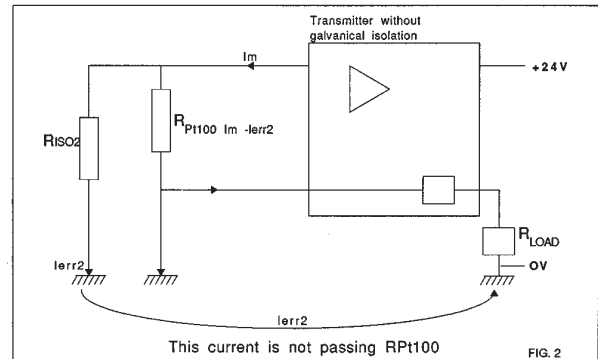 Transmitter without
galvanical isolation
Im
+24V
RISO2
RPt100 Im -Ierr2
RLOAD
Ierr2
0V
Ierr2
This current is not passing RPt100
FIG. 2